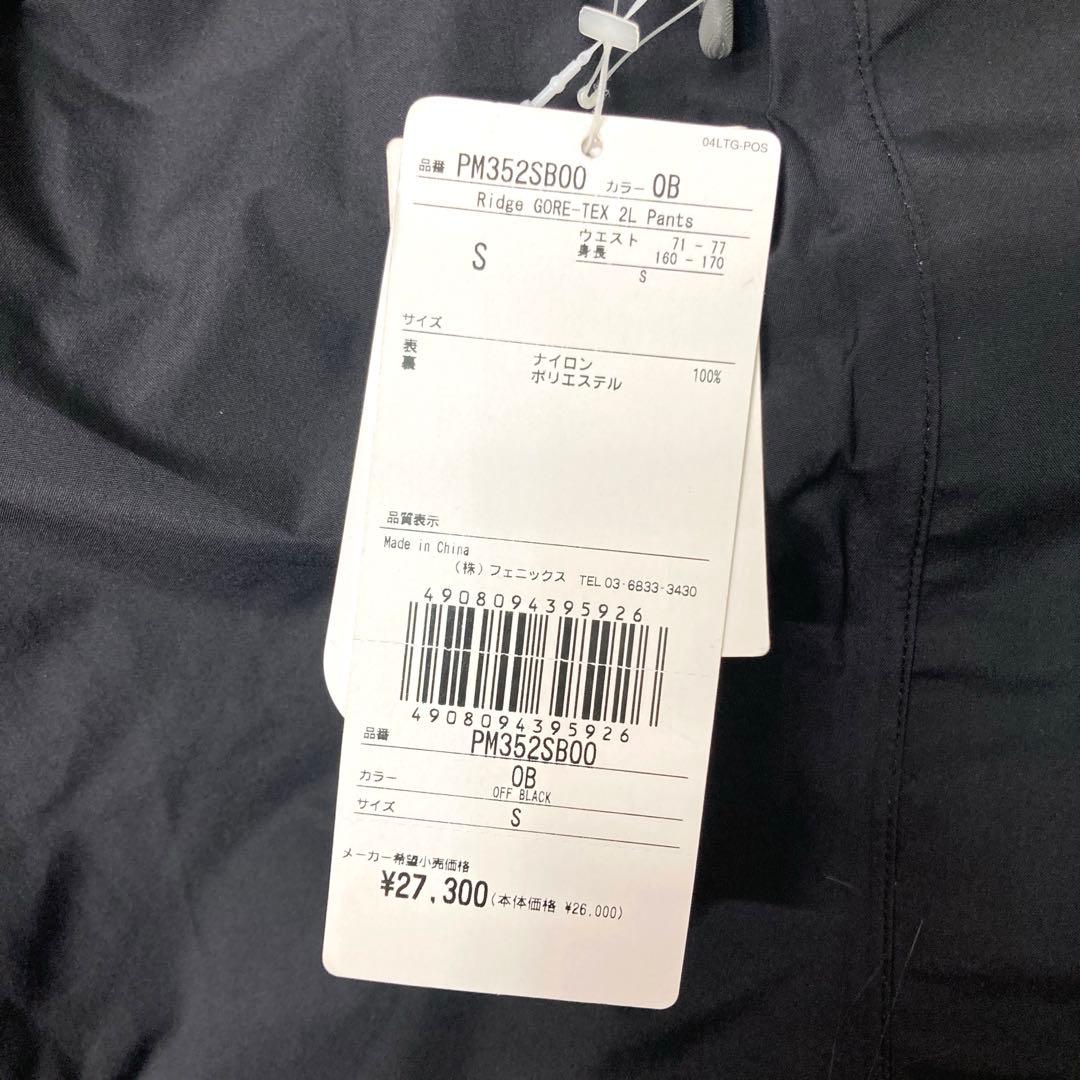 04LTG-POS
品番 PM352SB00 カラー OB
Ridge GORE-TEX 2L Pants
S ウエスト 71 - 77
身長 160 - 170
S
サイズ
表 ナイロン 100%
裏 ポリエステル
品質表示
Made in China
(株) フェニックス TEL 03-6833-3430
4908094395926
4908094395926
品番 PM352SB00
カラー OB
OFF BLACK
サイズ S
メーカー希望小売価格
¥27,300(本体価格 ¥26,000)